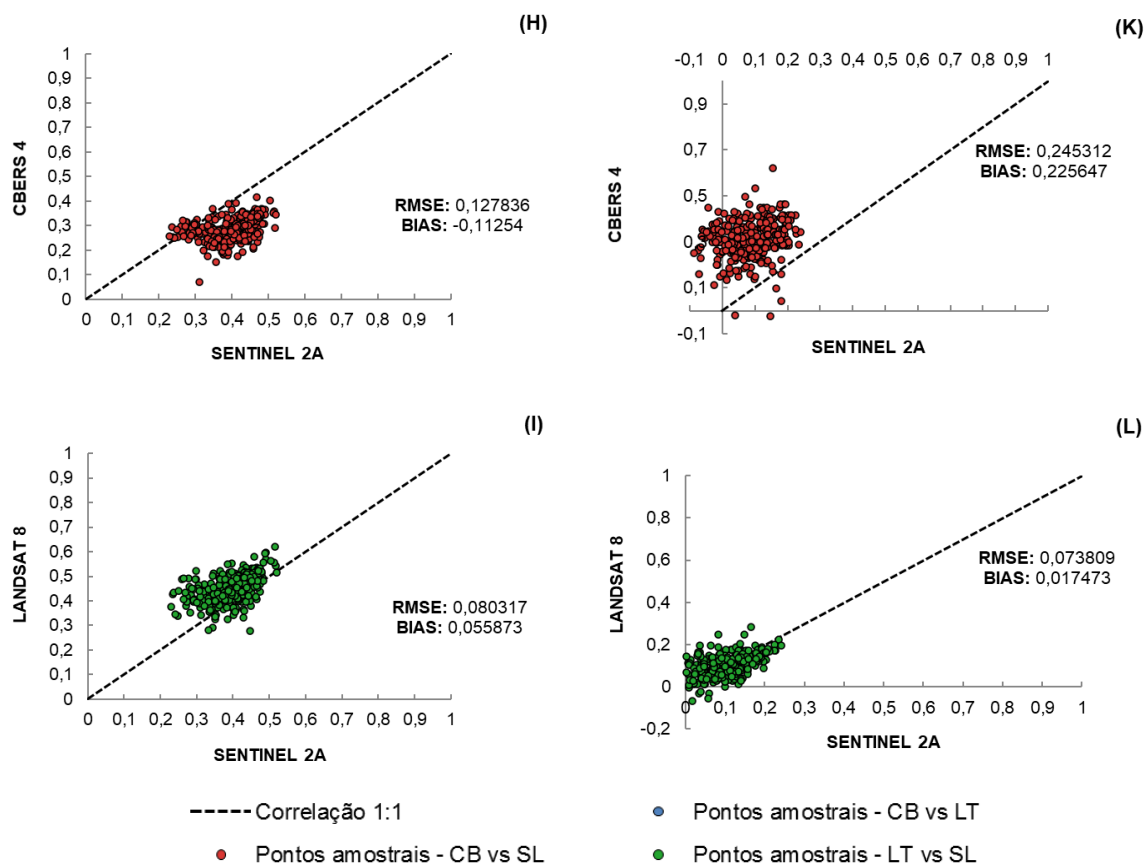 (H)
1
0,9
0,8
0,7
0,6
0,5
0,4
0,3
0,2
0,1
0
CBERS 4
RMSE: 0,127836
BIAS: -0,11254
0 0,1 0,2 0,3 0,4 0,5 0,6 0,7 0,8 0,9 1
SENTINEL 2A
(K)
-0,1 0 0,1 0,2 0,3 0,4 0,5 0,6 0,7 0,8 0,9 1
0,9
0,7
0,5
0,1
-0,1
CBERS 4
RMSE: 0,245312
BIAS: 0,225647
SENTINEL 2A
(I)
1
0,9
0,8
0,7
0,6
0,5
0,4
0,3
0,2
0,1
0
LANDSAT 8
RMSE: 0,080317
BIAS: 0,055873
0 0,1 0,2 0,3 0,4 0,5 0,6 0,7 0,8 0,9 1
SENTINEL 2A
(L)
1
0,8
0,6
0,4
0,2
0
-0,2
LANDSAT 8
RMSE: 0,073809
BIAS: 0,017473
0 0,1 0,2 0,3 0,4 0,5 0,6 0,7 0,8 0,9 1
SENTINEL 2A
Correlação 1:1
Pontos amostrais - CB vs LT
Pontos amostrais - CB vs SL
Pontos amostrais - LT vs SL